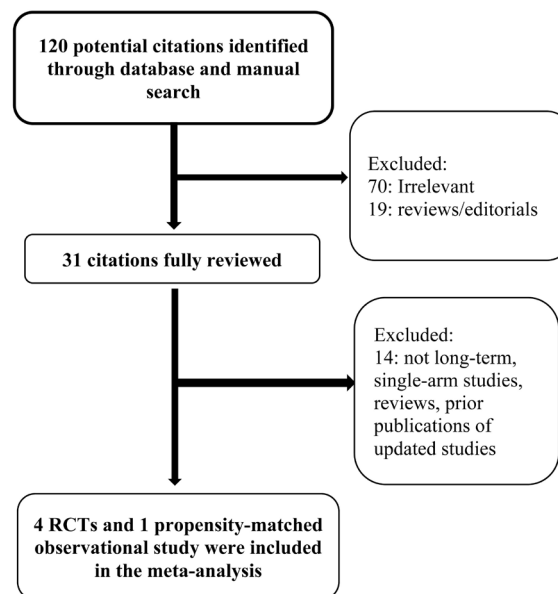 120 potential citations identified
through database and manual
search
Excluded:
70: Irrelevant
19: reviews/editorials
31 citations fully reviewed
Excluded:
14: not long-term,
single-arm studies,
reviews, prior
publications of
updated studies
4 RCTs and 1 propensity-matched
observational study were included
in the meta-analysis